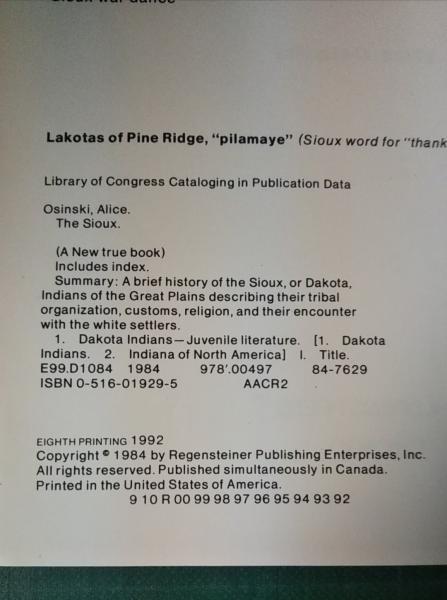 Sioux war dance
Lakotas of Pine Ridge, "pilamaye" (Sioux word for "thank
Library of Congress Cataloging in Publication Data
Osinski, Alice.
The Sioux.
(A New true book)
Includes index.
Summary: A brief history of the Sioux, or Dakota,
Indians of the Great Plains describing their tribal
organization, customs, religion, and their encounter
with the white settlers.
1. Dakota Indians—Juvenile literature. [1. Dakota
Indians. 2. Indiana of North America] I. Title.
E99.D1084 1984 978'.00497 84-7629
ISBN 0-516-01929-5 AACR2
EIGHTH PRINTING 1992
Copyright © 1984 by Regensteiner Publishing Enterprises, Inc.
All rights reserved. Published simultaneously in Canada.
Printed in the United States of America.
9 10 R 00 99 98 97 96 95 94 93 92